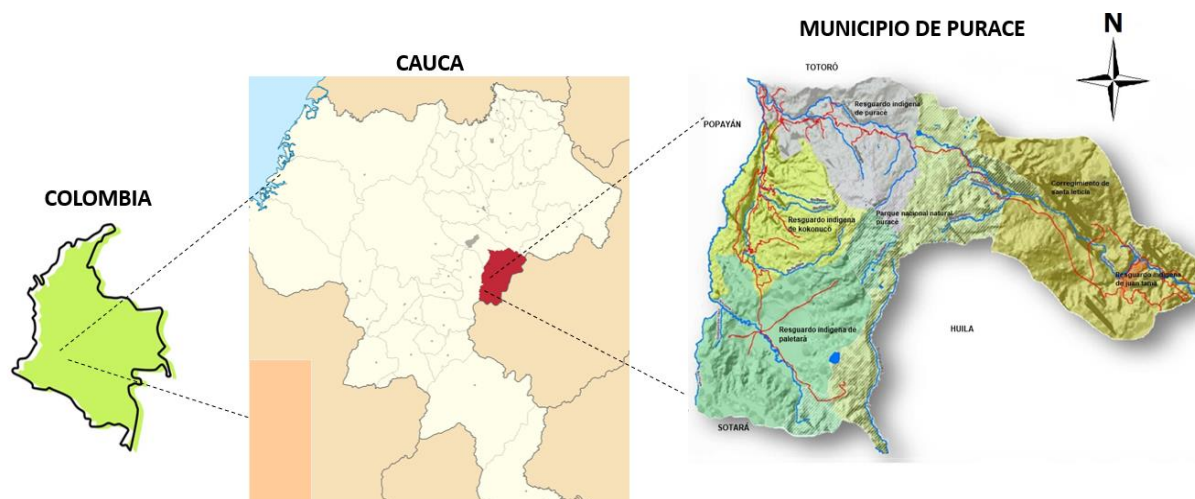 COLOMBIA
CAUCA
MUNICIPIO DE PURACE
N
TOTORÓ
POPAYÁN
Resguardo indígena
de puracé
Corregimiento de
santa leticia
Resguardo indígena
de kokonucó
Parque national natural
puracé
Resguardo indígena
de juan tama
Resguardo indígena de
paletará
HUILA
SOTARÁ